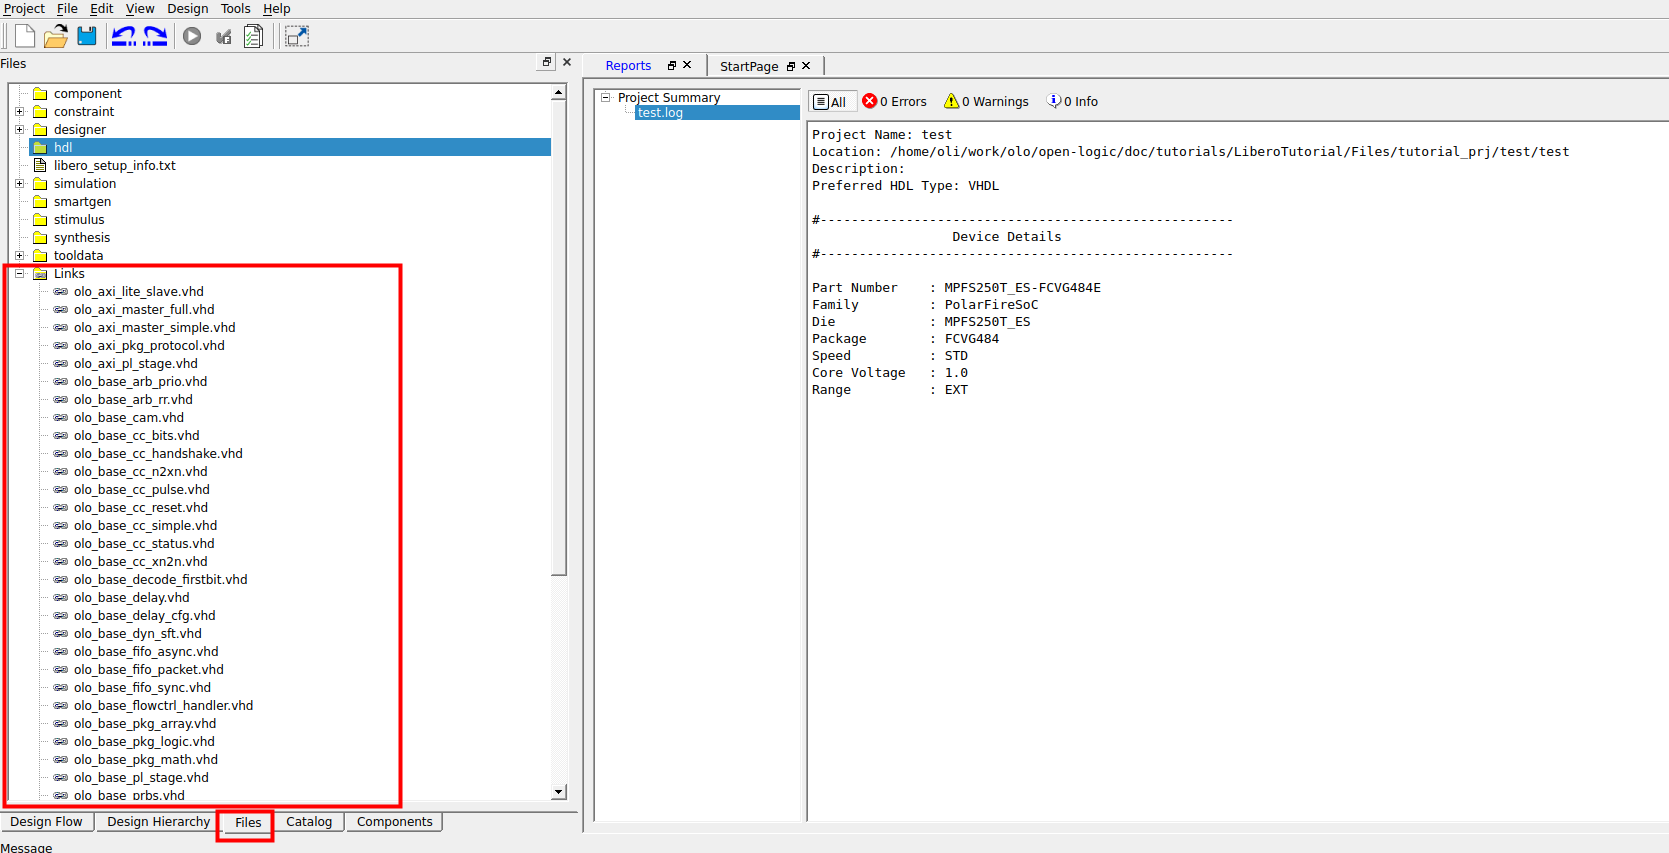 Project File Edit View Design Tools Help
Files
component
constraint
designer
hdl
libero_setup_info.txt
simulation
smartgen
stimulus
synthesis
tooldata
Links
olo_axi_lite_slave.vhd
olo_axi_master_full.vhd
olo_axi_master_simple.vhd
olo_axi_pkg_protocol.vhd
olo_axi_pl_stage.vhd
olo_base_arb_prio.vhd
olo_base_arb_rr.vhd
olo_base_cam.vhd
olo_base_cc_bits.vhd
olo_base_cc_handshake.vhd
olo_base_cc_n2xn.vhd
olo_base_cc_pulse.vhd
olo_base_cc_reset.vhd
olo_base_cc_simple.vhd
olo_base_cc_status.vhd
olo_base_cc_xn2n.vhd
olo_base_decode_firstbit.vhd
olo_base_delay.vhd
olo_base_delay_cfg.vhd
olo_base_dyn_sft.vhd
olo_base_fifo_async.vhd
olo_base_fifo_packet.vhd
olo_base_fifo_sync.vhd
olo_base_flowctrl_handler.vhd
olo_base_pkg_array.vhd
olo_base_pkg_logic.vhd
olo_base_pkg_math.vhd
olo_base_pl_stage.vhd
olo_base_prbs.vhd
Design Flow Design Hierarchy Files Catalog Components
Message
Reports StartPage
Project Summary
test.log
All 0 Errors 0 Warnings 0 Info
Project Name: test
Location: /home/oli/work/olo/open-logic/doc/tutorials/LiberoTutorial/Files/tutorial_prj/test/test
Description:
Preferred HDL Type: VHDL
#-----------------------------------------------------
Device Details
#-----------------------------------------------------
Part Number : MPFS250T_ES-FCVG484E
Family : PolarFireSoC
Die : MPFS250T_ES
Package : FCVG484
Speed : STD
Core Voltage : 1.0
Range : EXT